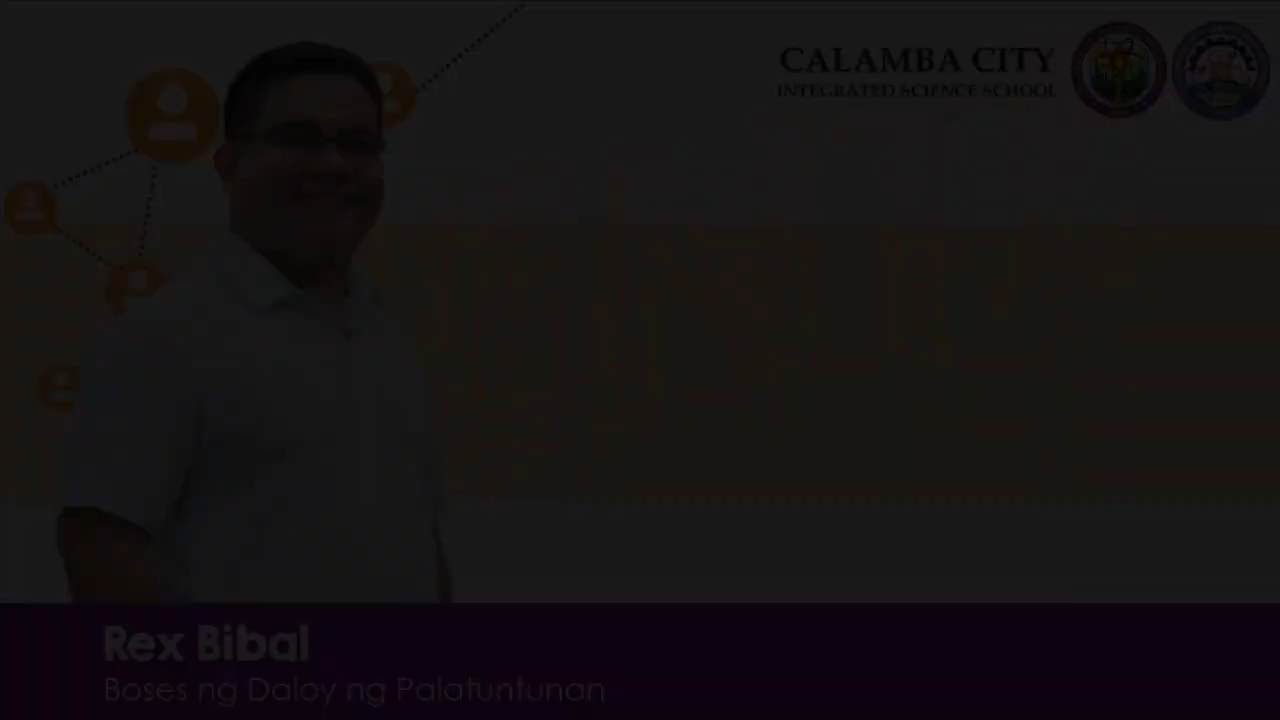 CALAMBA CITY
INTEGRATED SCIENCE SCHOOL
Rex Bibal
Boses ng Daloy ng Palatuntunan